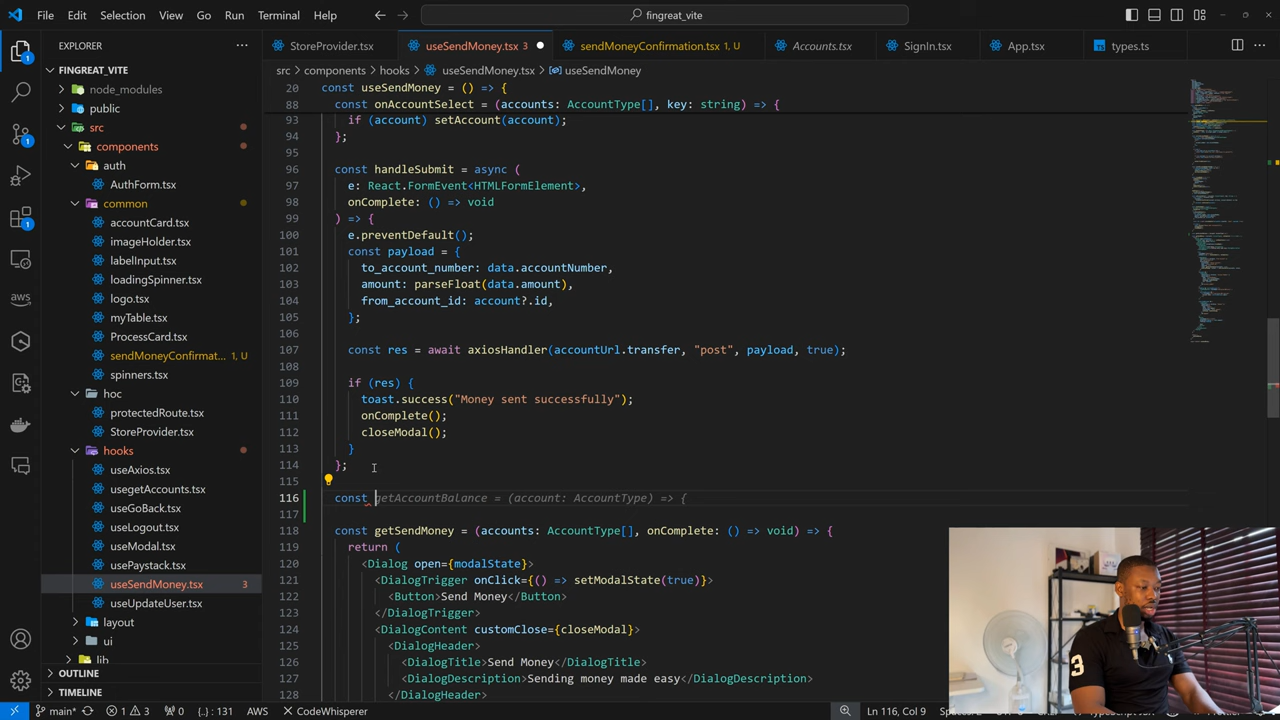 File Edit Selection View Go Run Terminal Help
fingreat_vite
EXPLORER
StoreProvider.tsx
useSendMoney.tsx 3
sendMoneyConfirmation.tsx 1, U
Accounts.tsx
SignIn.tsx
App.tsx
types.ts
src > components > hooks > useSendMoney.tsx > useSendMoney
FINGREAT_VITE
node_modules
public
src
components
auth
AuthForm.tsx
common
accountCard.tsx
imageHolder.tsx
labelInput.tsx
loadingSpinner.tsx
logo.tsx
myTable.tsx
ProcessCard.tsx
sendMoneyConfirmat... 1, U
spinners.tsx
hoc
protectedRoute.tsx
StoreProvider.tsx
hooks
useAxios.tsx
usegetAccounts.tsx
useGoBack.tsx
useLogout.tsx
useModal.tsx
usePaystack.tsx
useSendMoney.tsx 3
useUpdateUser.tsx
layout
ui
lib
OUTLINE
TIMELINE
aws
1
1
20 const useSendMoney = () => {
88 const onAccountSelect = (accounts: AccountType[], key: string) => {
93 if (account) setAccount(account);
94 };
95
96 const handleSubmit = async (
97 e: React.FormEvent<HTMLFormElement>,
98 onComplete: () => void
99 ) => {
100 e.preventDefault();
101 const payload = {
102 to_account_number: data.accountNumber,
103 amount: parseFloat(data.amount),
104 from_account_id: account?.id,
105 };
106
107 const res = await axiosHandler(accountUrl.transfer, "post", payload, true);
108
109 if (res) {
110 toast.success("Money sent successfully");
111 onComplete();
112 closeModal();
113 }
114 };
115
116 const getAccountBalance = (account: AccountType) => {
117
118 const getSendMoney = (accounts: AccountType[], onComplete: () => void) => {
119 return (
120 <Dialog open={modalState}>
121 <DialogTrigger onClick={() => setModalState(true)}>
122 <Button>Send Money</Button>
123 </DialogTrigger>
124 <DialogContent customClose={closeModal}>
125 <DialogHeader>
126 <DialogTitle>Send Money</DialogTitle>
127 <DialogDescription>Sending money made easy</DialogDescription>
128 </DialogHeader>
3
main* 1 3 0 {..}: 131 AWS CodeWhisperer
Ln 116, Col 9